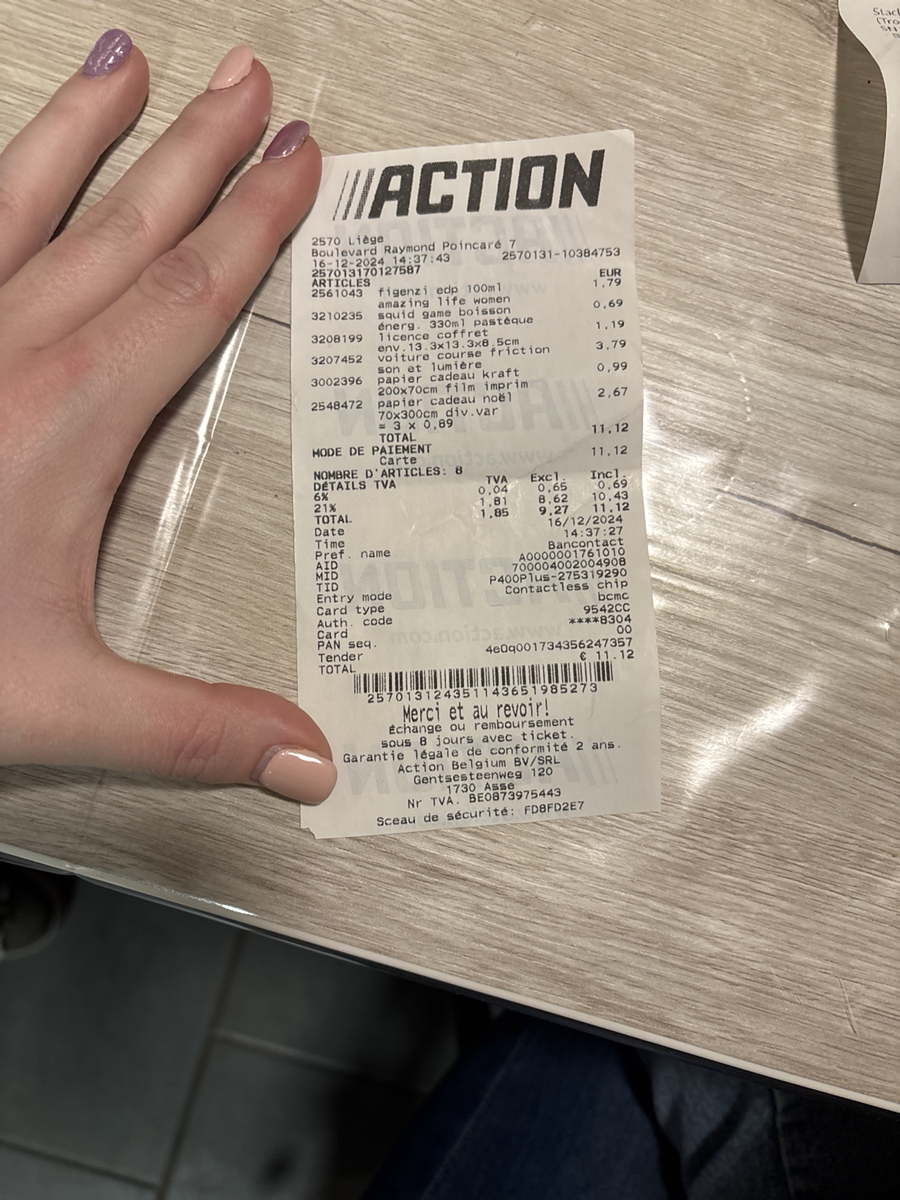 ///ACTION
2570 Liège
Boulevard Raymond Poincaré 7
16-12-2024 14:37:43 2570131-10384753
257013170127587
ARTICLES EUR
2561043 figenzi edp 100ml 1,79
amazing life women
3210235 squid game boisson 0,69
énerg. 330ml pastèque
3208199 licence coffret 1,19
env.13.3x13.3x8.5cm
3207452 voiture course friction 3,79
son et lumière
3002396 papier cadeau kraft 0,99
200x70cm film imprim
2548472 papier cadeau noël 2,67
70x300cm div.var
= 3 x 0,89
TOTAL 11,12
MODE DE PAIEMENT
Carte 11,12
NOMBRE D'ARTICLES: 8
DÉTAILS TVA TVA Excl. Incl.
6% 0,04 0,65 0,69
21% 1,81 8,62 10,43
TOTAL 1,85 9,27 11,12
Date 16/12/2024
Time 14:37:27
Pref. name Bancontact
AID A0000001761010
MID 700004002004908
TID P400Plus-275319290
Entry mode Contactless chip
Card type bcmc
Auth. code 9542CC
Card ****8304
PAN seq. 00
Tender 4eQq001734356247357
TOTAL € 11.12
2570131243511436519852​73
Merci et au revoir!
Échange ou remboursement
sous 8 jours avec ticket.
Garantie légale de conformité 2 ans.
Action Belgium BV/SRL
Gentsesteenweg 120
1730 Asse
Nr TVA. BE0873975443
Sceau de sécurité: FD8FD2E7